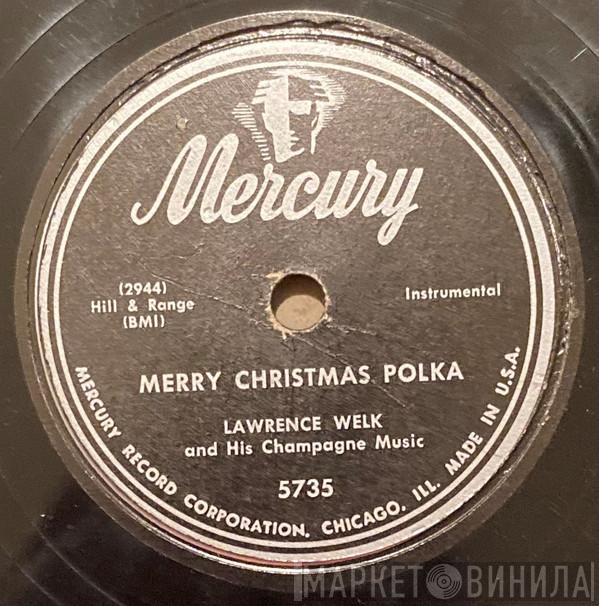 Mercury
(2944)
Hill & Range
(BMI)
Instrumental
MERRY CHRISTMAS POLKA
LAWRENCE WELK
and His Champagne Music
5735
MERCURY RECORD CORPORATION, CHICAGO, ILL. MADE IN U.S.A.
МАРКЕТ ВИНИЛА